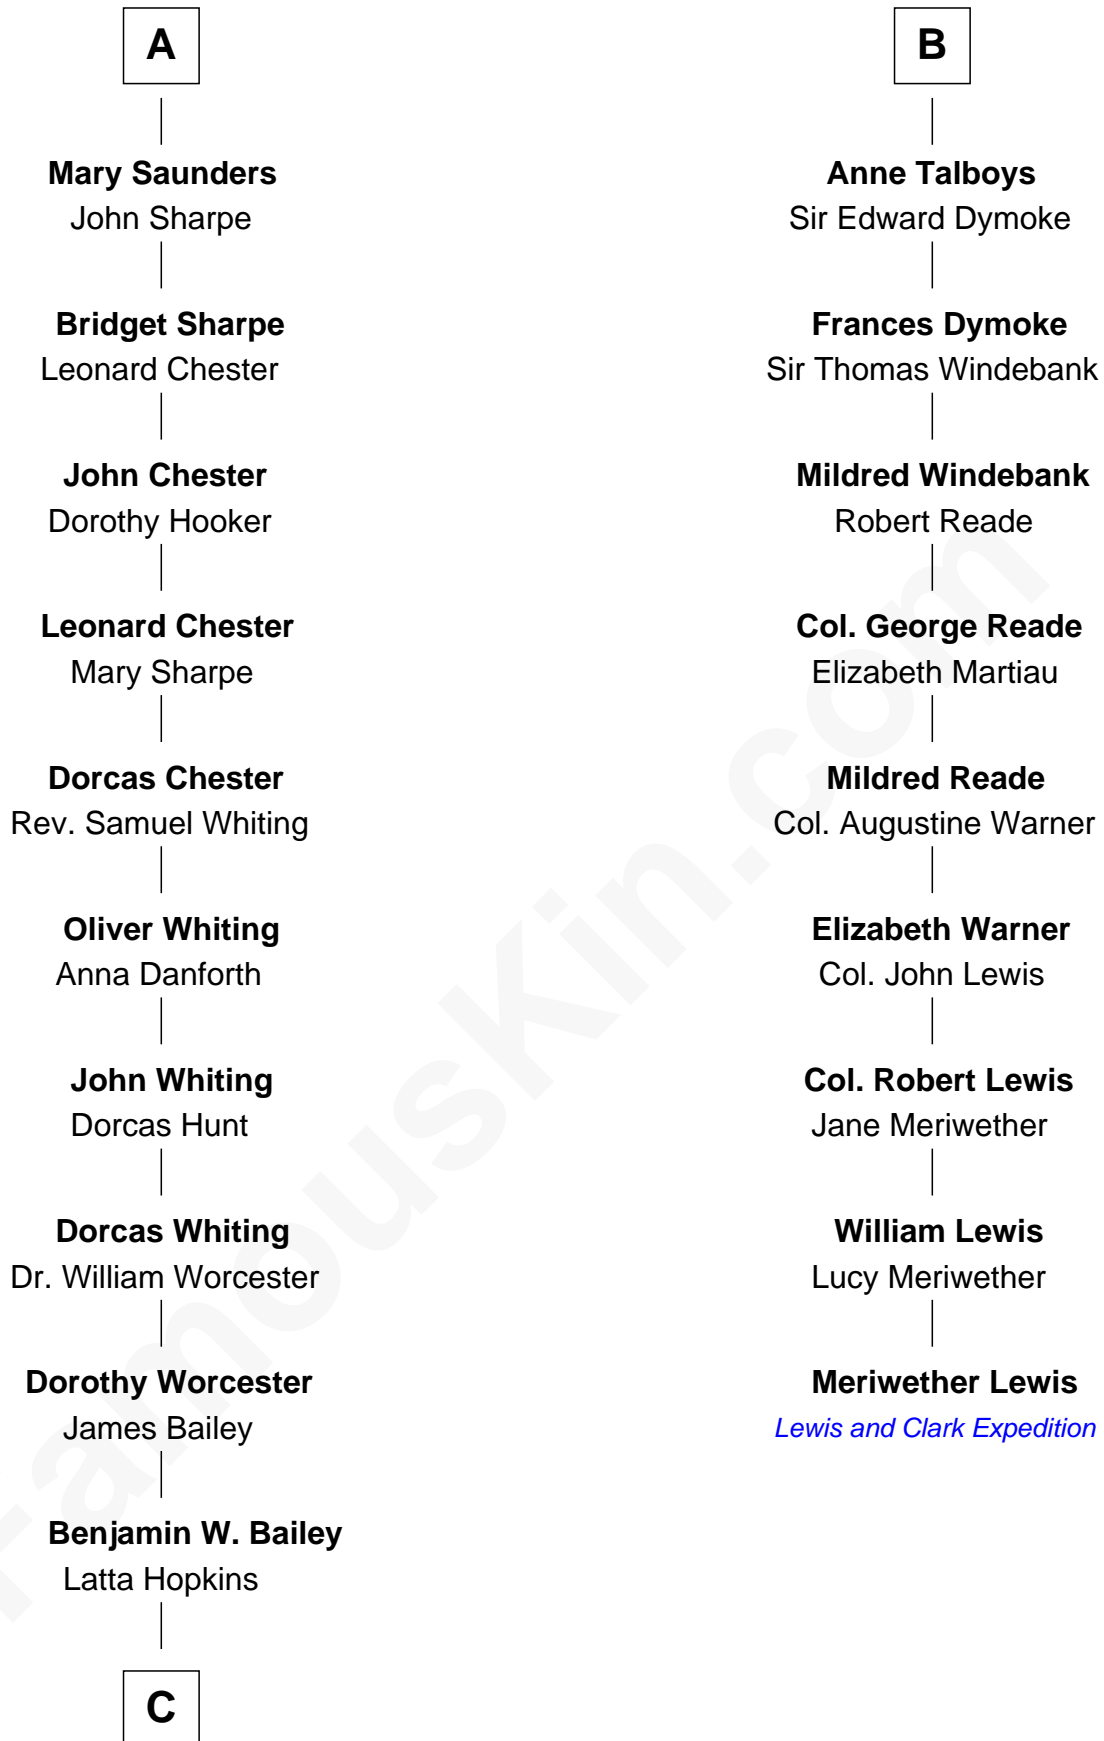 A
Mary Saunders
John Sharpe
Bridget Sharpe
Leonard Chester
John Chester
Dorothy Hooker
Leonard Chester
Mary Sharpe
Dorcas Chester
Rev. Samuel Whiting
Oliver Whiting
Anna Danforth
John Whiting
Dorcas Hunt
Dorcas Whiting
Dr. William Worcester
Dorothy Worcester
James Bailey
Benjamin W. Bailey
Latta Hopkins
C
B
Anne Talboys
Sir Edward Dymoke
Frances Dymoke
Sir Thomas Windebank
Mildred Windebank
Robert Reade
Col. George Reade
Elizabeth Martiau
Mildred Reade
Col. Augustine Warner
Elizabeth Warner
Col. John Lewis
Col. Robert Lewis
Jane Meriwether
William Lewis
Lucy Meriwether
Meriwether Lewis
Lewis and Clark Expedition
FamousKin.com